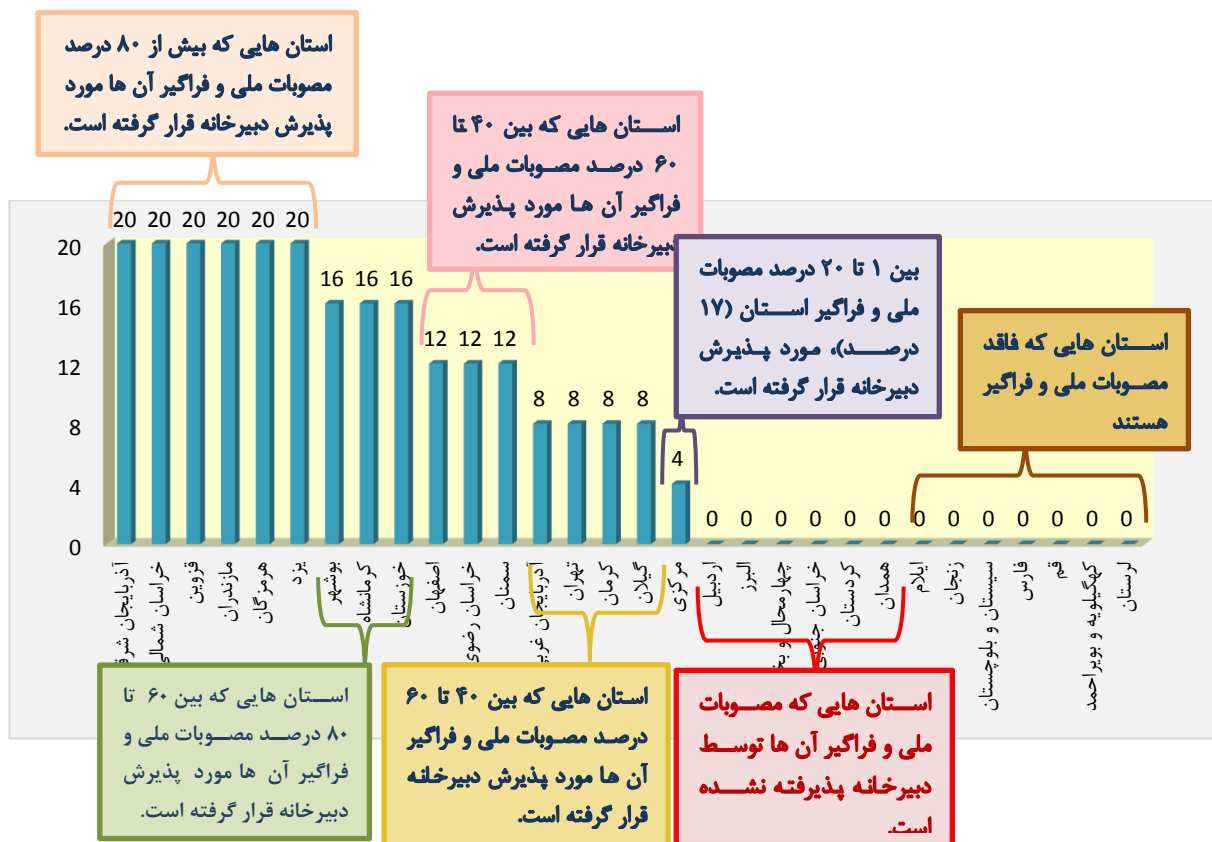 استان هایی که بیش از ۸۰ درصد
مصوبات ملی و فراگیر آن ها مورد
پذیرش دبیرخانه قرار گرفته است.
استان هایی که بین ۴۰ تا
۶۰ درصد مصوبات ملی و
فراگیر آن ها مورد پذیرش
دبیرخانه قرار گرفته است.
بین ۱ تا ۲۰ درصد مصوبات
ملی و فراگیر استان (۱۷
درصد)، مورد پذیرش
دبیرخانه قرار گرفته است.
استان هایی که فاقد
مصوبات ملی و فراگیر
هستند
20 20 20 20 20 20 16 16 16 12 12 12 8 8 8 8 4 0 0 0 0 0 0 0 0 0 0 0 0 0
20
16
12
8
4
0
آذربایجان شرق
خراسان شمالی
قزوین
مازندران
هرمزگان
یزد
بوشهر
کرمانشاه
خوزستان
اصفهان
خراسان رضوی
سمنان
آذربایجان غربی
تهران
کرمان
گیلان
مرکزی
اردبیل
البرز
چهارمحال و بخ
خراسان جنوبی
کردستان
همدان
ایلام
زنجان
سیستان و بلوچستان
فارس
قم
کهگیلویه و بویراحمد
لرستان
استان هایی که بین ۶۰ تا
۸۰ درصد مصوبات ملی و
فراگیر آن ها مورد پذیرش
دبیرخانه قرار گرفته است.
استان هایی که بین ۴۰ تا ۶۰
درصد مصوبات ملی و فراگیر
آن ها مورد پذیرش دبیرخانه
قرار گرفته است.
استان هایی که مصوبات
ملی و فراگیر آن ها توسط
دبیرخانه پذیرفته نشده
است.